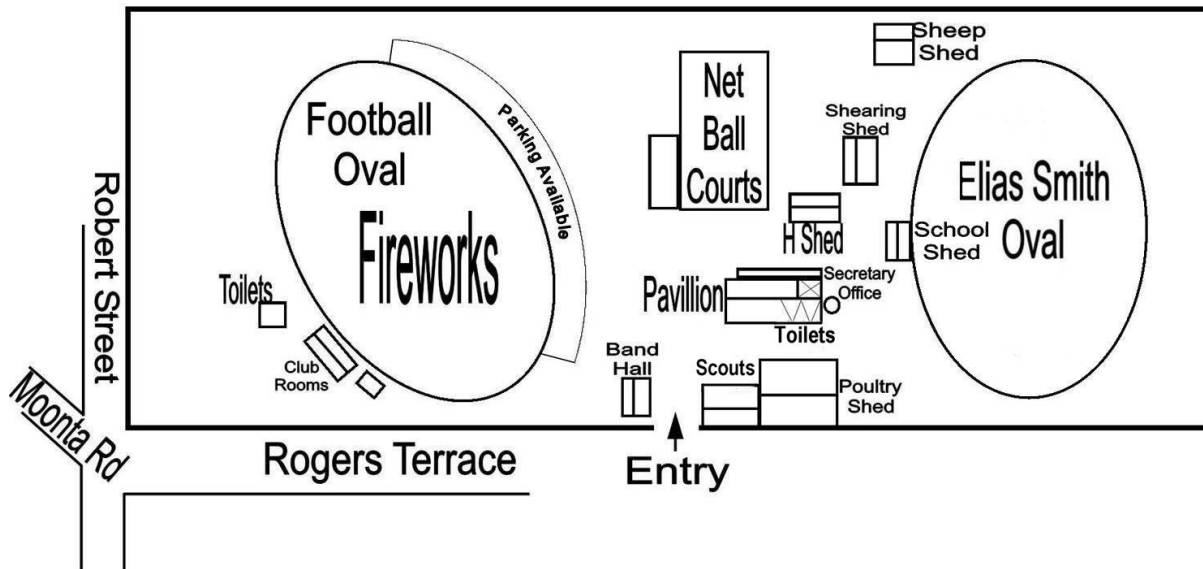 Football
Oval
Fireworks
Parking Available
Toilets
Club
Rooms
Robert Street
Moonta Rd
Rogers Terrace
Net
Ball
Courts
Sheep
Shed
Shearing
Shed
H Shed
School
Shed
Elias Smith
Oval
Pavillion
Secretary
Office
Toilets
Band
Hall
Scouts
Poultry
Shed
Entry